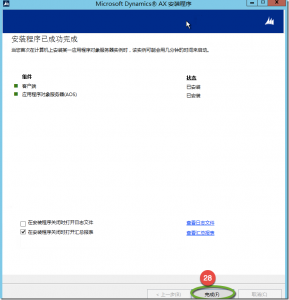 Microsoft Dynamics® AX 安装程序
安装程序已成功完成
组件
状态
客户端
已安装
应用程序对象服务器(AOS)
已安装
在安装程序关闭时打开日志文件
查看日志文件
在安装程序关闭时打开汇总报表
查看汇总报表
28
< 上一步(B)
完成(F)
取消(C)